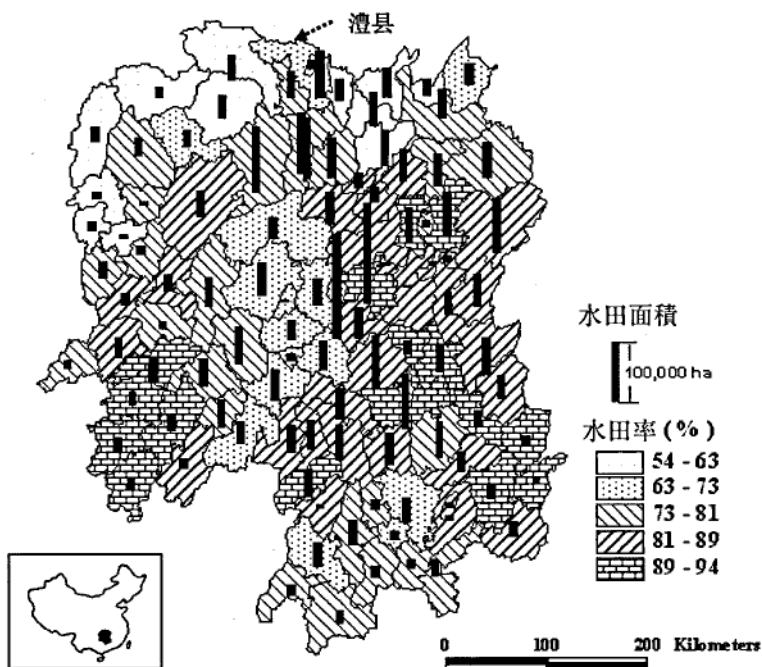 澧县
水田面積
100,000 ha
水田率 (%)
54 - 63
63 - 73
73 - 81
81 - 89
89 - 94
0 100 200 Kilometers